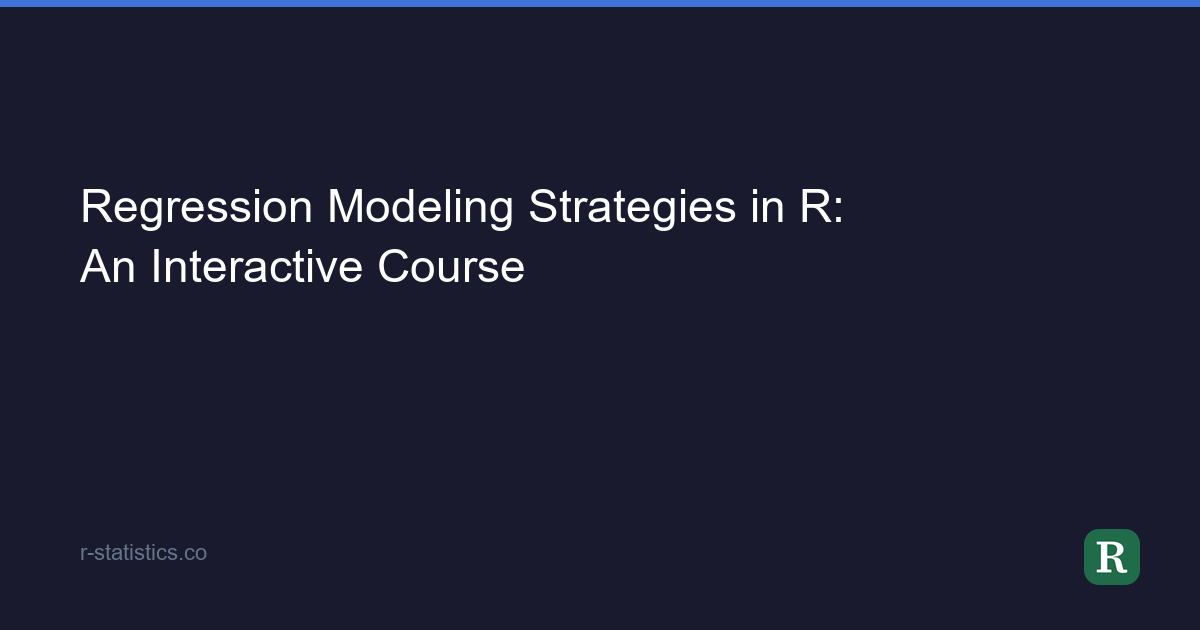 Regression Modeling Strategies in R:
An Interactive Course
r-statistics.co
R